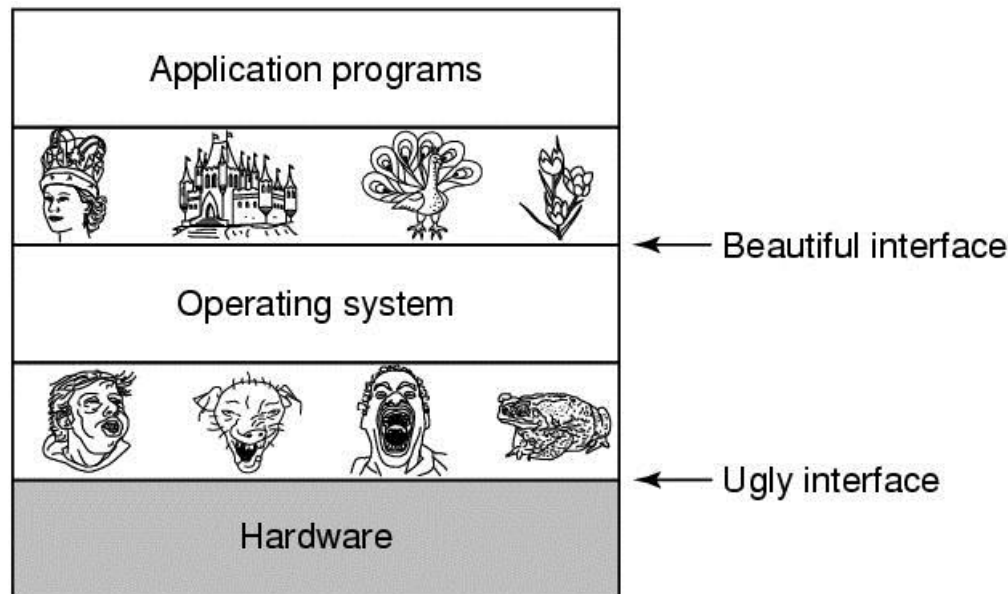 Application programs
Beautiful interface
Operating system
Ugly interface
Hardware